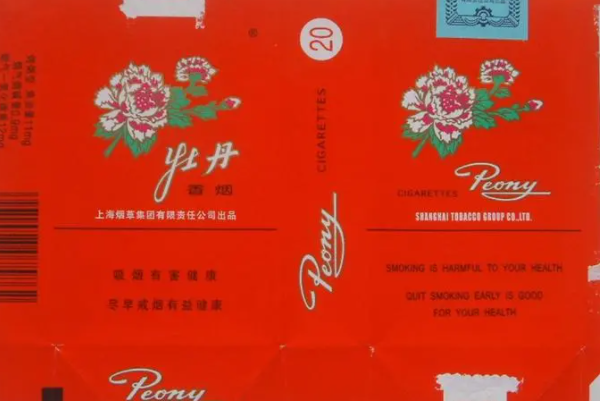 牡丹
香烟
上海烟草集团有限责任公司出品
吸烟有害健康
尽早戒烟有益健康
Peony
20
CIGARETTES
Peony
CIGARETTES Peony
SHANGHAI TOBACCO GROUP CO.,LTD.
SMOKING IS HARMFUL TO YOUR HEALTH
QUIT SMOKING EARLY IS GOOD
FOR YOUR HEALTH